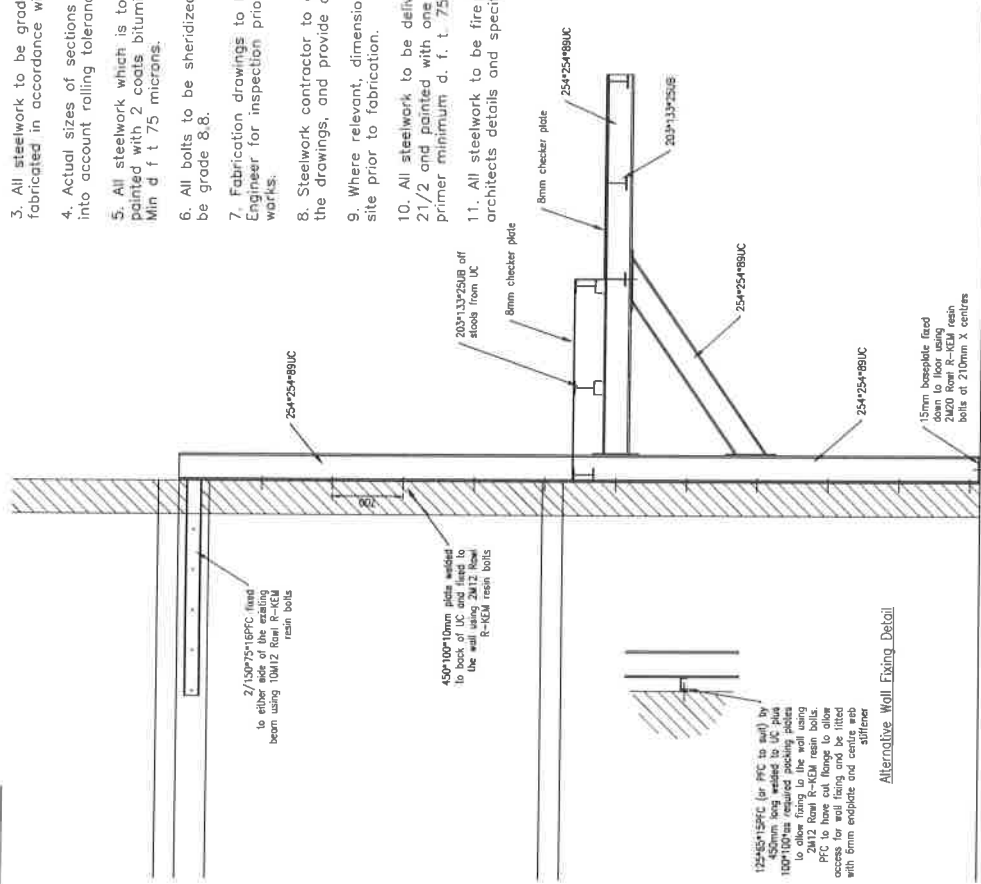 3. All steelwork to be grad
fabricated in accordance w
4. Actual sizes of sections
into account rolling toleranc
5. All steelwork which is to
painted with 2 coats bitumi
Min d f t 75 microns.
6. All bolts to be sheridized
be grade 8.8.
7. Fabrication drawings to
Engineer for inspection prio
works.
8. Steelwork contractor to
the drawings, and provide
9. Where relevant, dimensio
site prior to fabrication.
10. All steelwork to be deliv
21/2 and painted with one
primer minimum d. f. t. 75
11. All steelwork to be fire
architects details and specif
254*254*89UC
2/150*75*16PFC fixed
to either side of the existing
beam using 10M12 Rawl R-KEM
resin bolts
700
450*100*10mm plate welded
to back of UC and fixed to
the wall using 2M12 Rawl
R-KEM resin bolts
203*133*25UB off
stools from UC
8mm checker plate
8mm checker plate
254*254*89UC
203*133*25UB
254*254*89UC
254*254*89UC
15mm baseplate fixed
down to floor using
2M20 Rawl R-KEM resin
bolts at 210mm X centres
125*65*15PFC (or PFC to suit) by
450mm long welded to UC plus
100*100*as required packing plates
to allow fixing to the wall using
2M12 Rawl R-KEM resin bolts.
PFC to have cut flange to allow
access for wall fixing and be fitted
with 6mm endplate and centre web
stiffener
Alternative Wall Fixing Detail